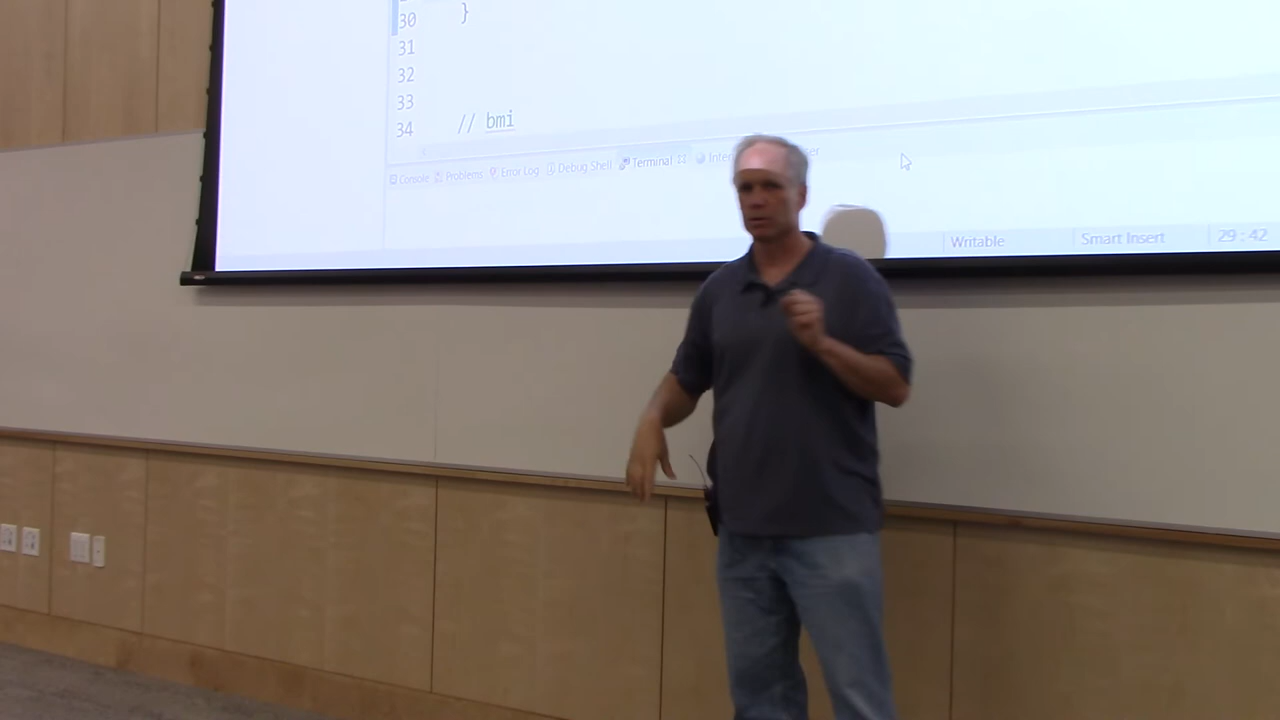 30 }
31
32
33
34 // bmi
Console Problems Error Log Debug Shell Terminal
Writable Smart Insert 29 : 42